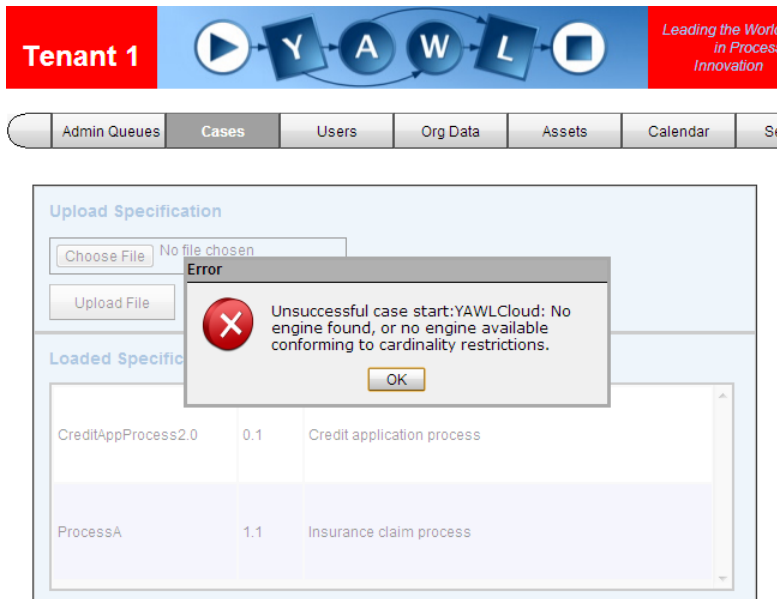 Tenant 1
YAWL
Leading the World
in Process
Innovation
Admin Queues Cases Users Org Data Assets Calendar Se
Upload Specification
Choose File No file chosen
Upload File
Error
Unsuccessful case start:YAWLCloud: No
engine found, or no engine available
conforming to cardinality restrictions.
OK
Loaded Specific
CreditAppProcess2.0 0.1 Credit application process
ProcessA 1.1 Insurance claim process